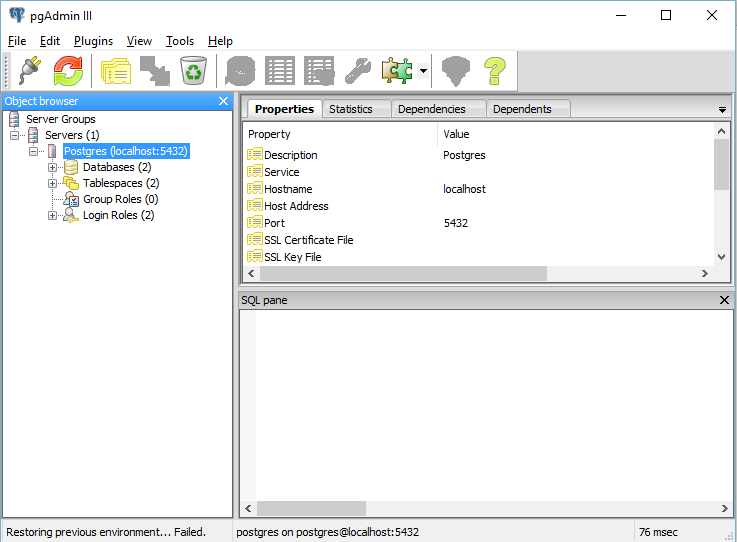 pgAdmin III
File Edit Plugins View Tools Help
Object browser
Server Groups
Servers (1)
Postgres (localhost:5432)
Databases (2)
Tablespaces (2)
Group Roles (0)
Login Roles (2)
Properties Statistics Dependencies Dependents
Property Value
Description Postgres
Service
Hostname localhost
Host Address
Port 5432
SSL Certificate File
SSL Key File
SQL pane
Restoring previous environment... Failed. postgres on postgres@localhost:5432 76 msec